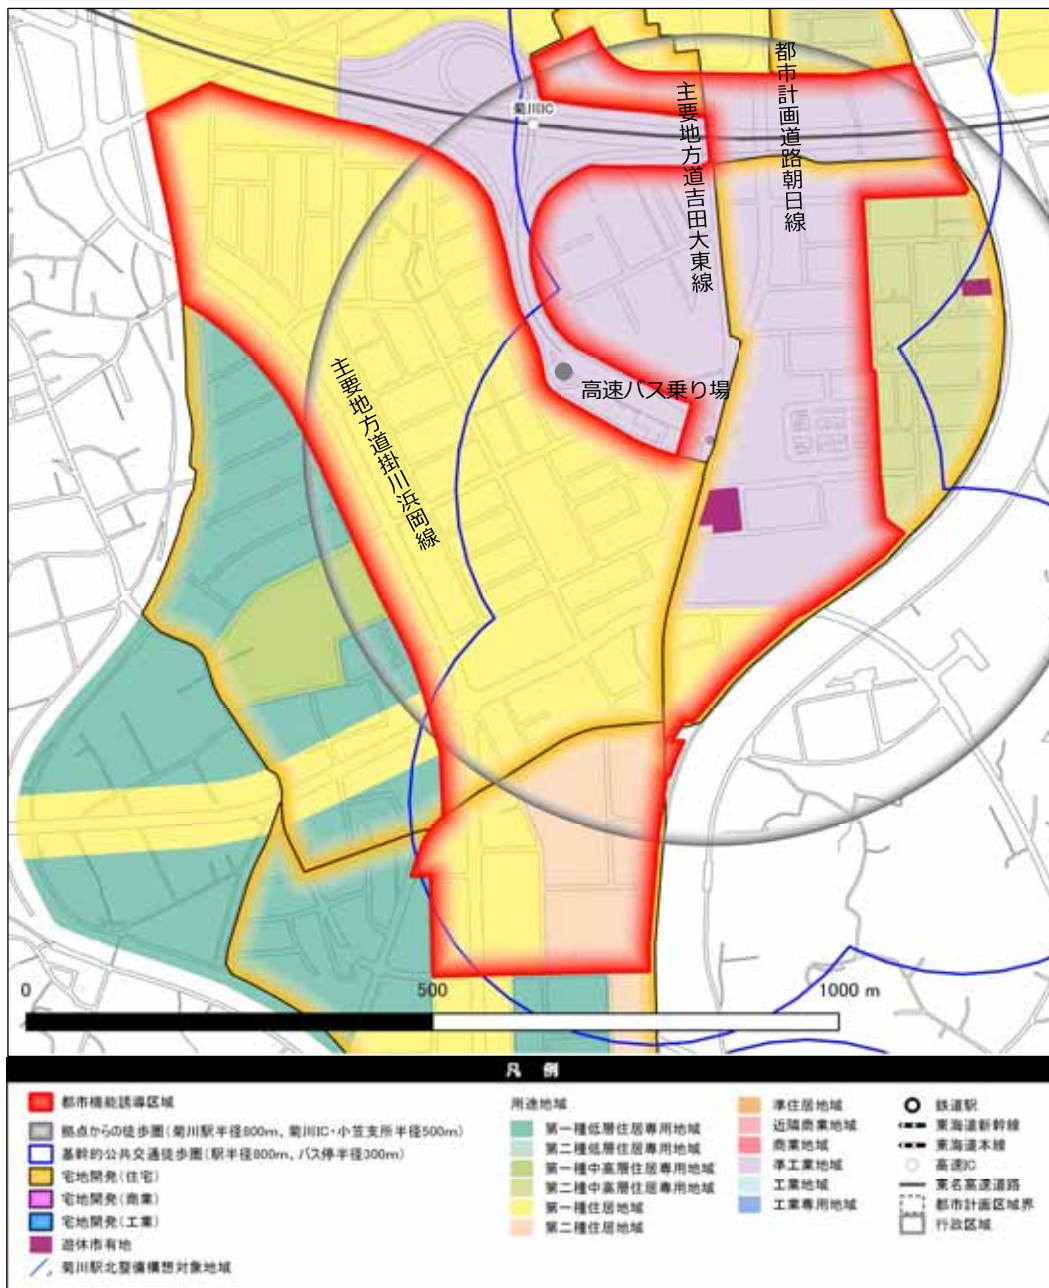 都市計画道路朝日線
主要地方道吉田大東線
菊川IC
主要地方道掛川浜岡線
高速バス乗り場
0 500 1000 m
凡 例
都市機能誘導区域
拠点からの徒歩圏(菊川駅半径800m, 菊川IC・小笠支所半径500m)
基幹的公共交通徒歩圏(駅半径800m, バス停半径300m)
宅地開発(住宅)
宅地開発(商業)
宅地開発(工業)
遊休市有地
菊川駅北整備構想対象地域
用途地域
第一種低層住居専用地域
第二種低層住居専用地域
第一種中高層住居専用地域
第二種中高層住居専用地域
第一種住居地域
第二種住居地域
準住居地域
近隣商業地域
商業地域
準工業地域
工業地域
工業専用地域
鉄道駅
東海道新幹線
東海道本線
高速IC
東名高速道路
都市計画区域界
行政区域